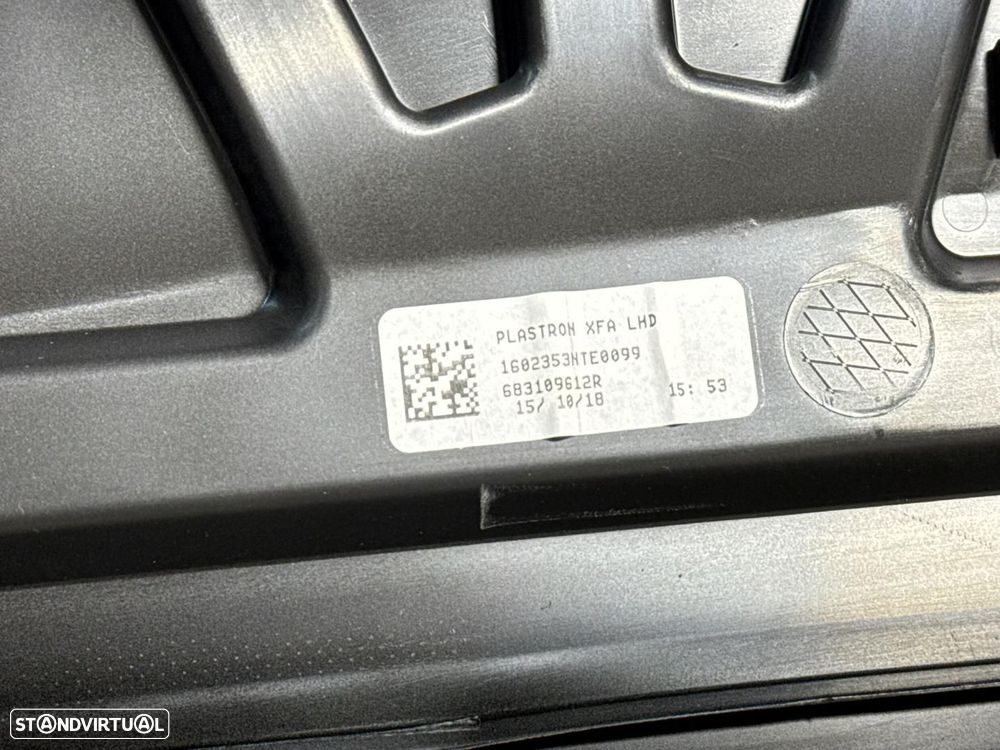 PLASTRON XFA LHD
1602353NTE0099
683109612R
15/ 10/18 15: 53
STANDVIRTUAL